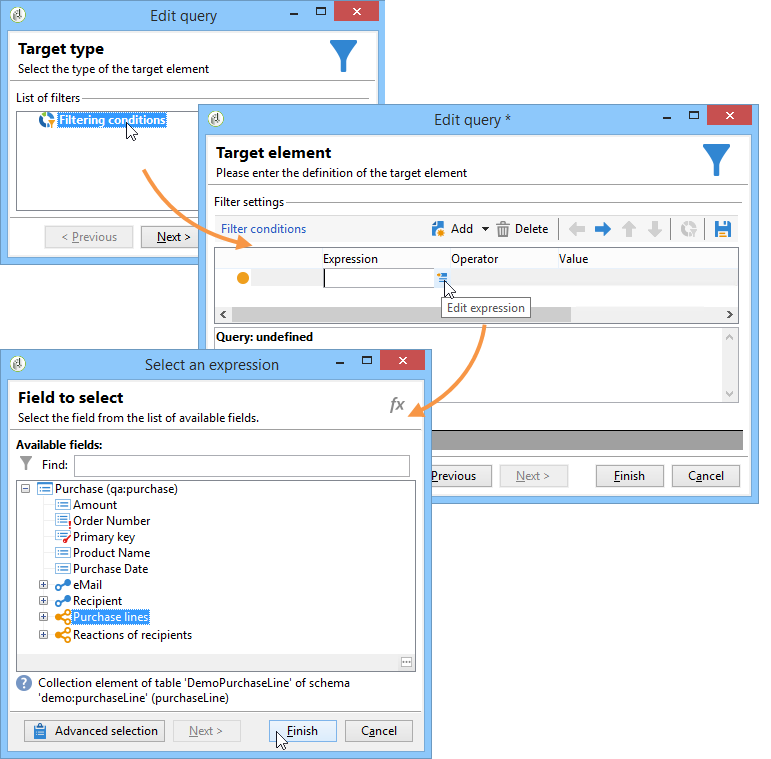 Edit query
Target type
Select the type of the target element
List of filters
Filtering conditions
< Previous
Next >
Edit query *
Target element
Please enter the definition of the target element
Filter settings
Filter conditions
Add
Delete
Expression Operator Value
Edit expression
Query: undefined
Previous
Next >
Finish
Cancel
Select an expression
Field to select
Select the field from the list of available fields.
fx
Available fields:
Find:
Purchase (qa:purchase)
Amount
Order Number
Primary key
Product Name
Purchase Date
eMail
Recipient
Purchase lines
Reactions of recipients
Collection element of table 'DemoPurchaseLine' of schema
'demo:purchaseLine' (purchaseLine)
Advanced selection
Next >
Finish
Cancel